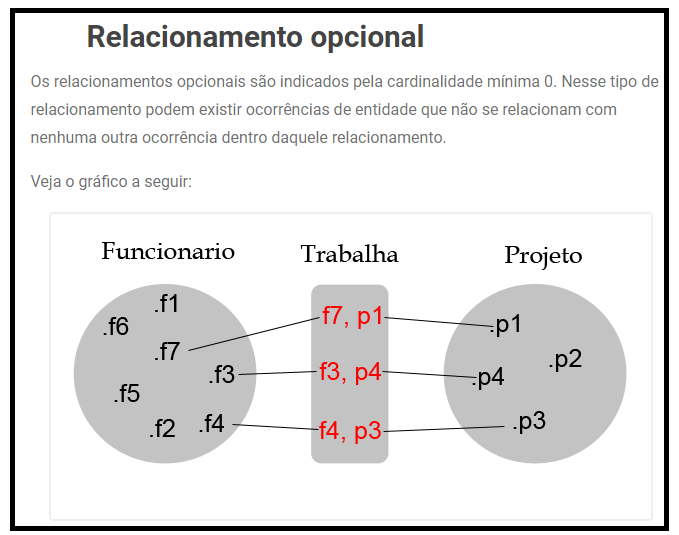 Relacionamento opcional
Os relacionamentos opcionais são indicados pela cardinalidade mínima 0. Nesse tipo de
relacionamento podem existir ocorrências de entidade que não se relacionam com
nenhuma outra ocorrência dentro daquele relacionamento.
Veja o gráfico a seguir:
Funcionario
Trabalha
Projeto
.f1
.f6
.f7
.f3
.f5
.f2
.f4
f7, p1
f3, p4
f4, p3
.p1
.p2
.p4
.p3